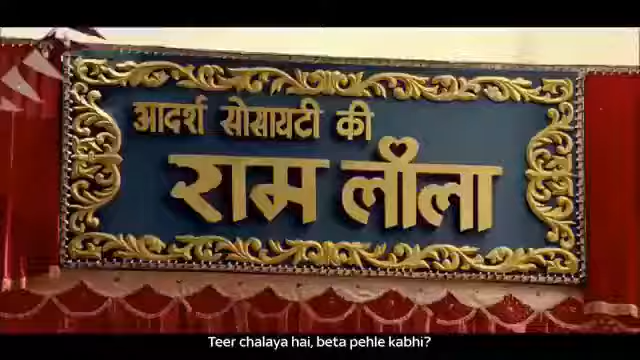 आदर्श सोसायटी की
राम लीला
Teer chalaya hai, beta pehle kabhi?